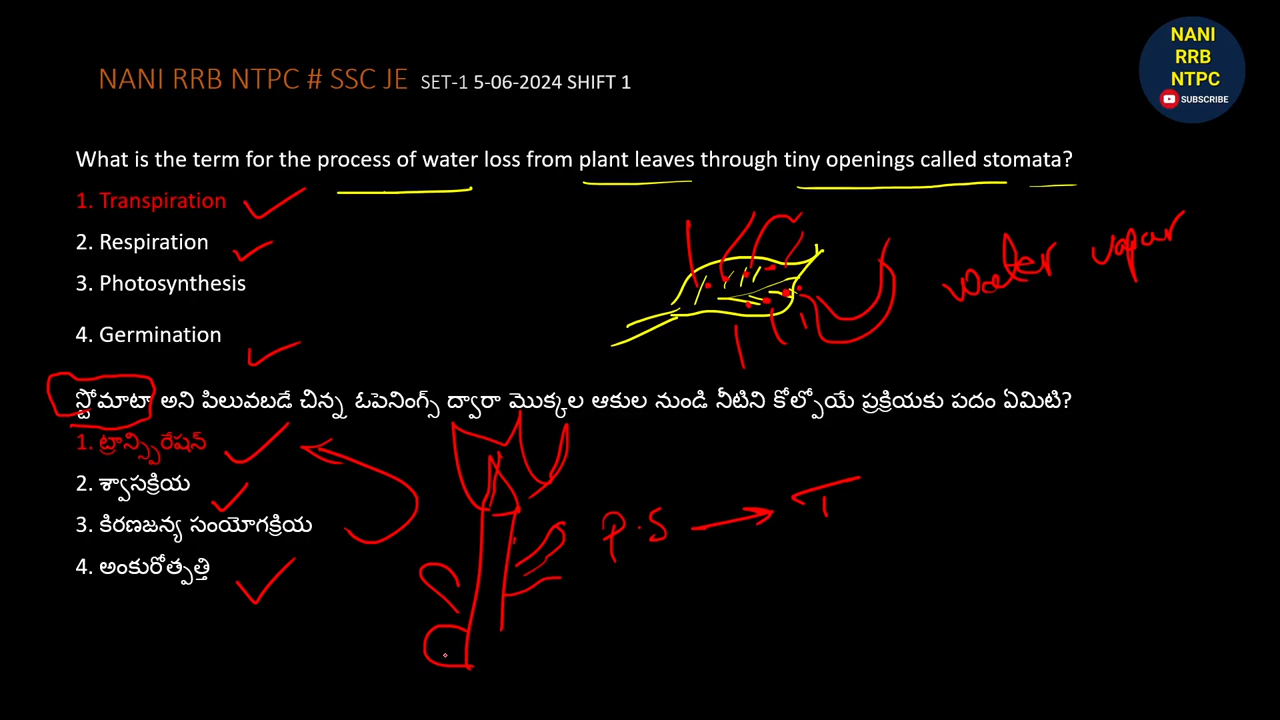 NANI
RRB
NTPC
SUBSCRIBE
NANI RRB NTPC # SSC JE SET-1 5-06-2024 SHIFT 1
What is the term for the process of water loss from plant leaves through tiny openings called stomata?
1. Transpiration
2. Respiration
3. Photosynthesis
water vapour
4. Germination
స్టోమాటా అని పిలువబడే చిన్న ఓపెనింగ్స్ ద్వారా మొక్కల ఆకుల నుండి నీటిని కోల్పోయే ప్రక్రియకు పదం ఏమిటి?
1. ట్రాన్స్పిరేషన్
2. శ్వాసక్రియ
3. కిరణజన్య సంయోగక్రియ
P.S → T
4. అంకురోత్పత్తి